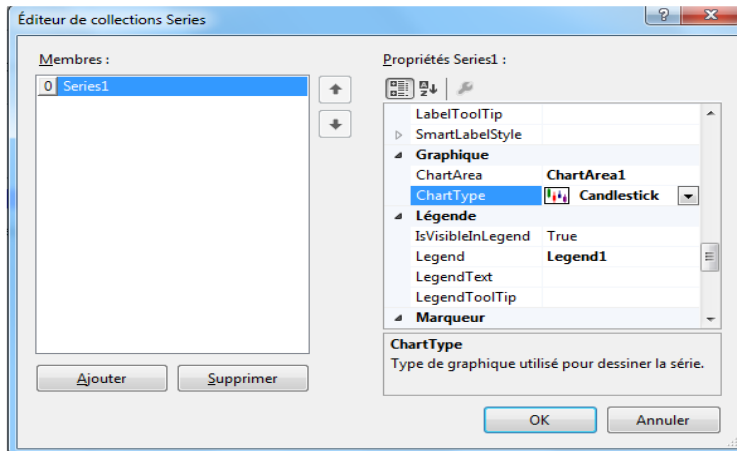 Éditeur de collections Series
Membres :
0 Series1
Ajouter
Supprimer
Propriétés Series1 :
LabelToolTip
SmartLabelStyle
Graphique
ChartArea ChartArea1
ChartType Candlestick
Légende
IsVisibleInLegend True
Legend Legend1
LegendText
LegendToolTip
Marqueur
ChartType
Type de graphique utilisé pour dessiner la série.
OK
Annuler